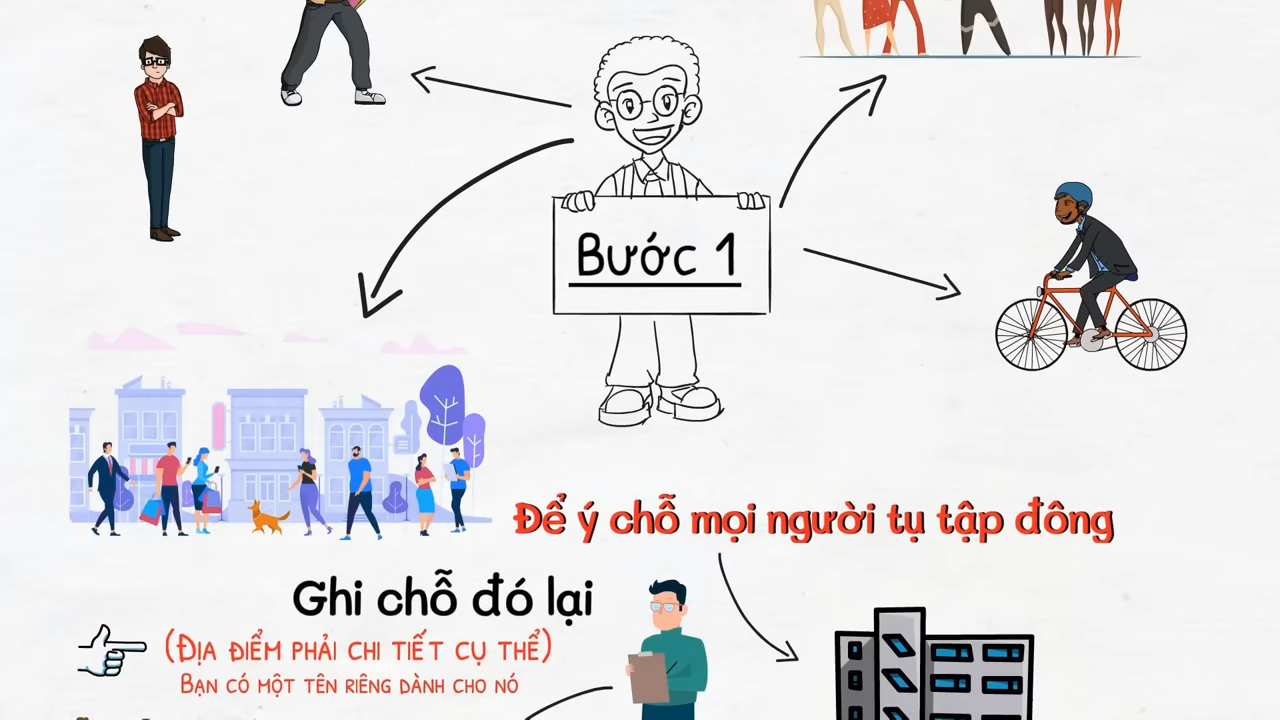 Bước 1
Để ý chỗ mọi người tụ tập đông
Ghi chỗ đó lại
(Địa điểm phải chi tiết cụ thể)
Bạn có một tên riêng dành cho nó